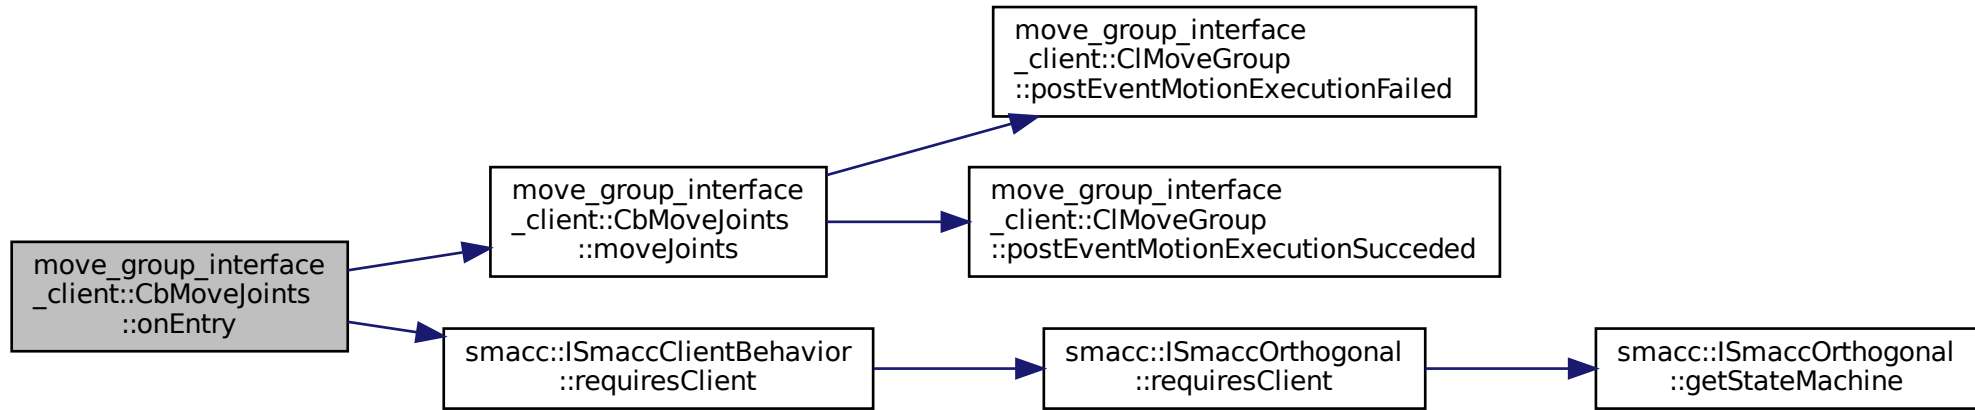 move_group_interface
_client::CbMoveJoints
::onEntry
move_group_interface
_client::CbMoveJoints
::moveJoints
move_group_interface
_client::ClMoveGroup
::postEventMotionExecutionFailed
move_group_interface
_client::ClMoveGroup
::postEventMotionExecutionSucceded
smacc::ISmaccClientBehavior
::requiresClient
smacc::ISmaccOrthogonal
::requiresClient
smacc::ISmaccOrthogonal
::getStateMachine